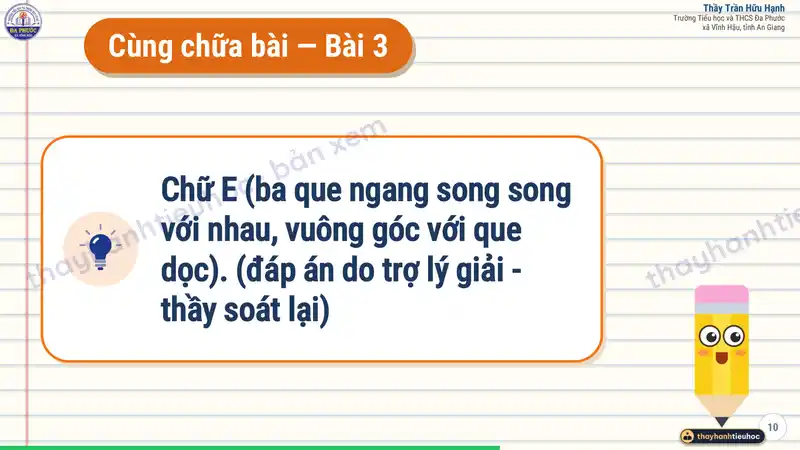 Thầy Trần Hữu Hạnh
Trường Tiểu học và THCS Đa Phước
xã Vĩnh Hậu, tỉnh An Giang
ĐA PHƯỚC
Cùng chữa bài – Bài 3
Chữ E (ba que ngang song song
với nhau, vuông góc với que
dọc). (đáp án do trợ lý giải -
thầy soát lại)
thayhanhtieuhoc
10